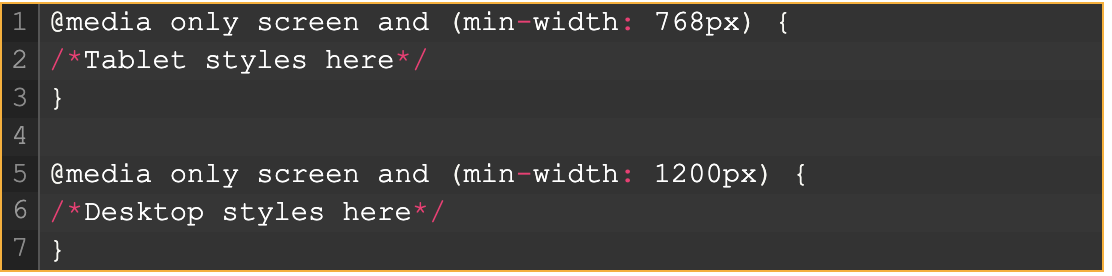 1 @media only screen and (min-width: 768px) {
2 /*Tablet styles here*/
3 }
4
5 @media only screen and (min-width: 1200px) {
6 /*Desktop styles here*/
7 }